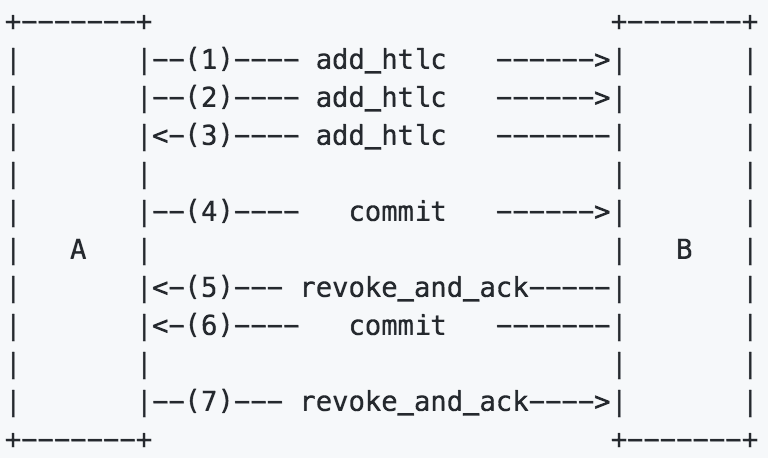 +-------+                            +-------+
|       |--(1)---- add_htlc   ------>|       |
|       |--(2)---- add_htlc   ------>|       |
|       |<-(3)---- add_htlc   -------|       |
|       |                            |       |
|       |--(4)----   commit   ------>|       |
|   A   |                            |   B   |
|       |<-(5)--- revoke_and_ack-----|       |
|       |<-(6)----   commit   -------|       |
|       |                            |       |
|       |--(7)--- revoke_and_ack---->|       |
+-------+                            +-------+